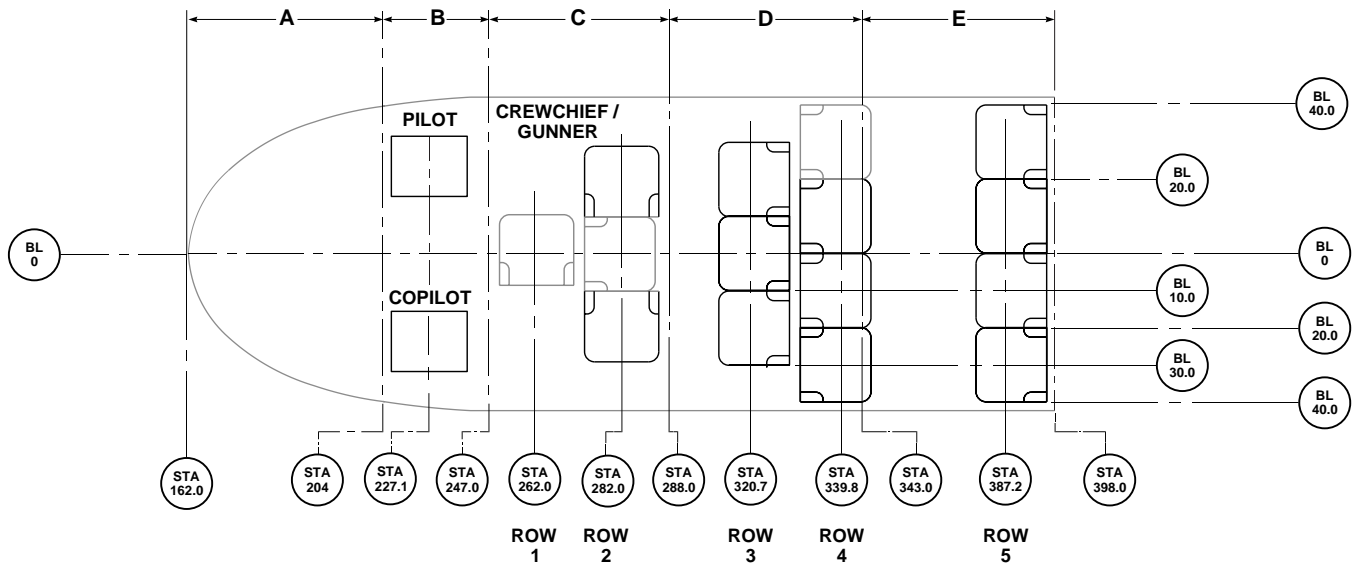 A
B
C
D
E
PILOT
CREWCHIEF /
GUNNER
COPILOT
BL
40.0
BL
20.0
BL
0
BL
0
BL
10.0
BL
20.0
BL
30.0
BL
40.0
STA
162.0
STA
204
STA
227.1
STA
247.0
STA
262.0
STA
282.0
STA
288.0
STA
320.7
STA
339.8
STA
343.0
STA
387.2
STA
398.0
ROW
1
ROW
2
ROW
3
ROW
4
ROW
5